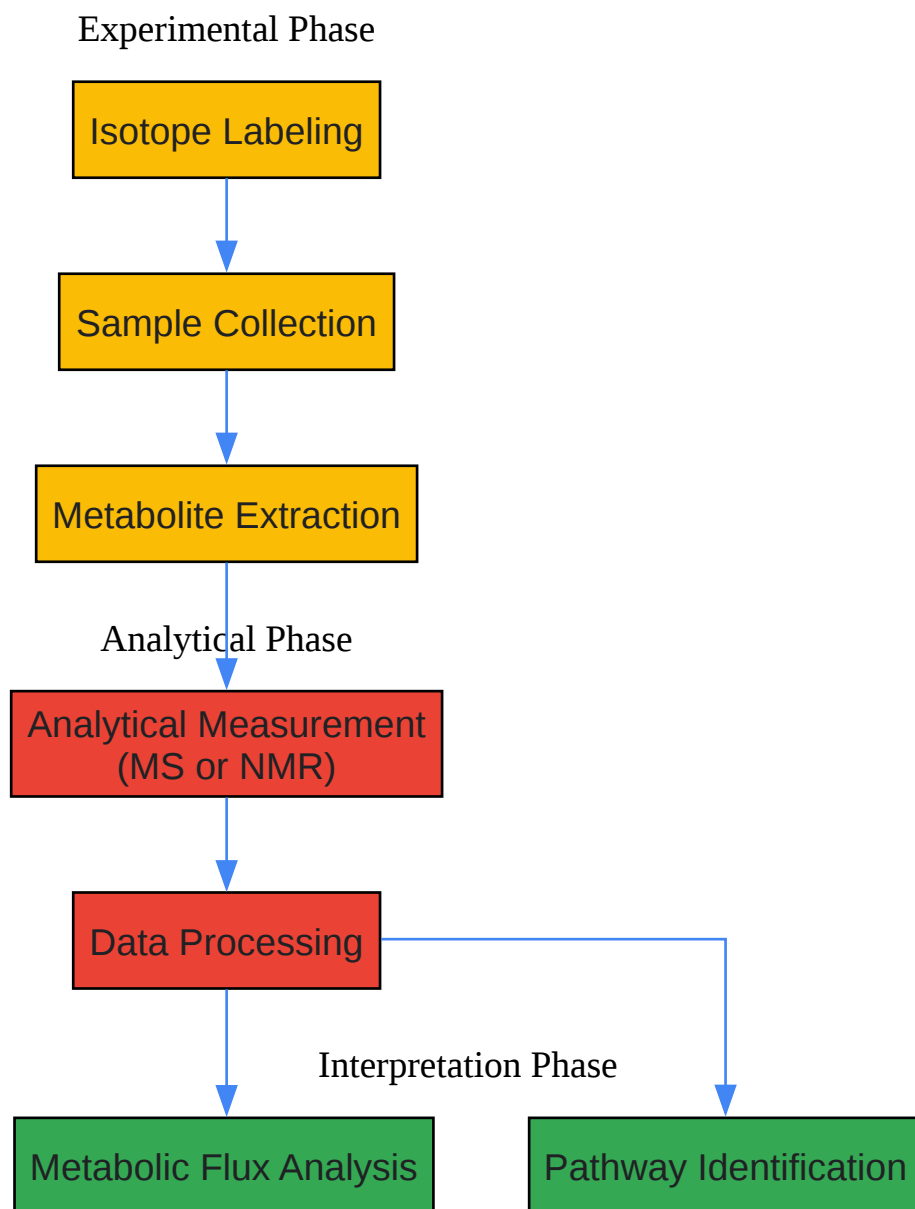 Experimental Phase
Isotope Labeling
Sample Collection
Metabolite Extraction
Analytical Phase
Analytical Measurement
(MS or NMR)
Data Processing
Interpretation Phase
Metabolic Flux Analysis
Pathway Identification